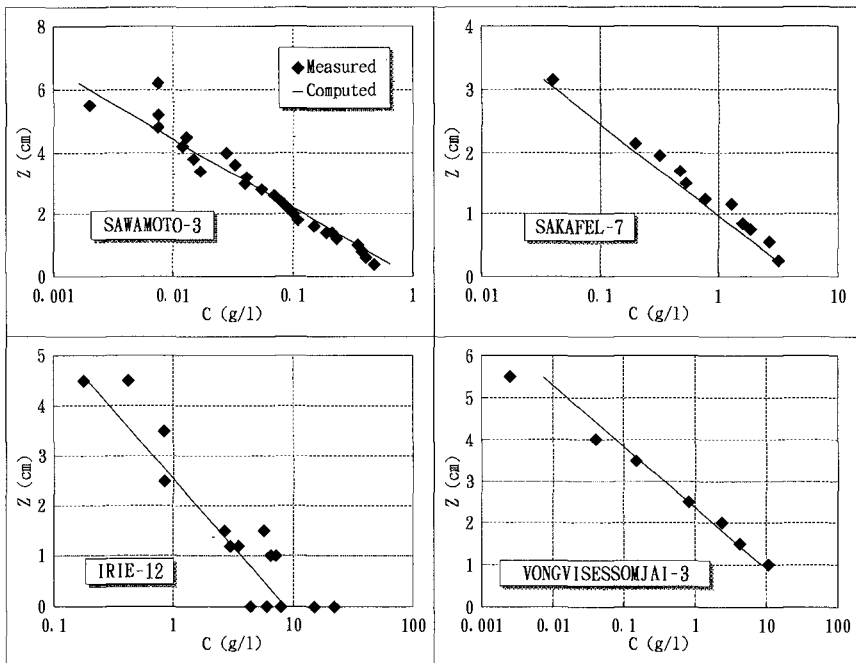 8
6
4
2
0
Z (cm)
◆ Measured
— Computed
SAWAMOTO-3
0.001 0.01 0.1 1
C (g/l)
4
3
2
1
0
Z (cm)
SAKAFEL-7
0.01 0.1 1 10
C (g/l)
5
4
3
2
1
0
Z (cm)
IRIE-12
0.1 1 10 100
C (g/l)
6
5
4
3
2
1
0
Z (cm)
VONGVISESSOMJAI-3
0.001 0.01 0.1 1 10 100
C (g/l)